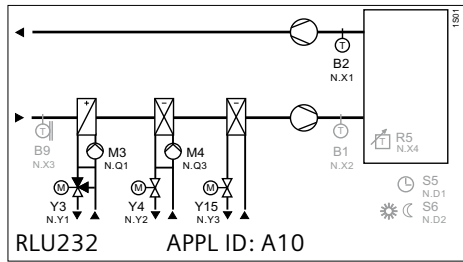 1S01
T
B2
N.X1
+
−
−
T
B9
N.X3
M3
N.Q1
M4
N.Q3
T
B1
N.X2
T
R5
N.X4
M
Y3
N.Y1
M
Y4
N.Y2
M
Y15
N.Y3
S5
N.D1
S6
N.D2
RLU232 APPL ID: A10